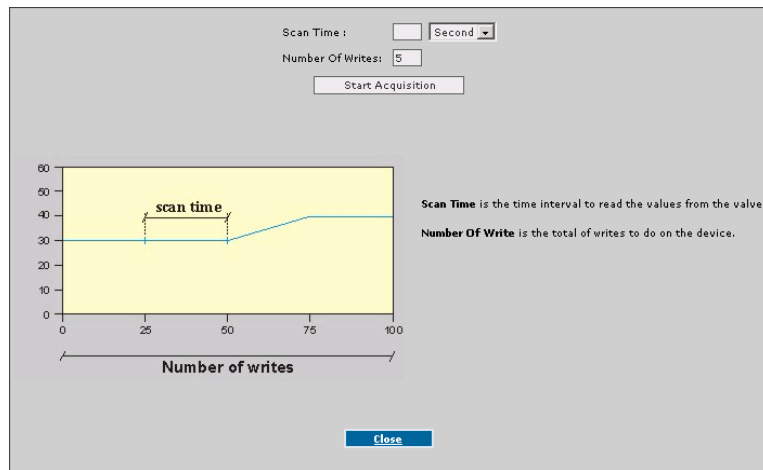 Scan Time : Second
Number Of Writes: 5
Start Acquisition
60
50
40
30
20
10
0
scan time
0 25 50 75 100
Number of writes
Scan Time is the time interval to read the values from the valve
Number Of Write is the total of writes to do on the device.
Close